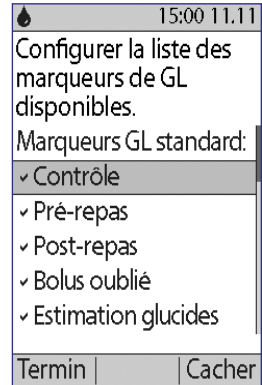 15:00 11.11
Configurer la liste des
marqueurs de GL
disponibles.
Marqueurs GL standard:
Contrôle
Pré-repas
Post-repas
Bolus oublié
Estimation glucides
Termin Cacher